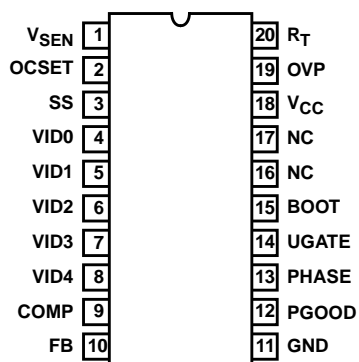 VSEN 1 20 RT
OCSET 2 19 OVP
SS 3 18 VCC
VID0 4 17 NC
VID1 5 16 NC
VID2 6 15 BOOT
VID3 7 14 UGATE
VID4 8 13 PHASE
COMP 9 12 PGOOD
FB 10 11 GND